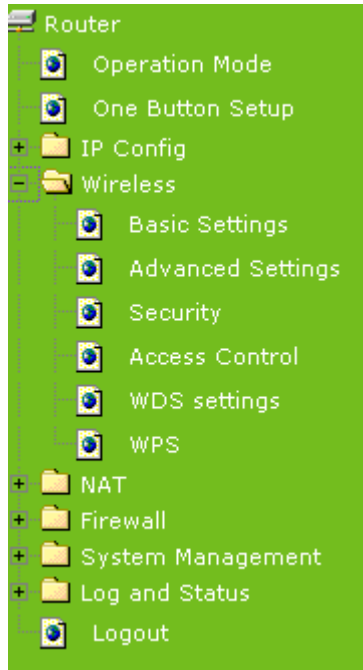 Router
Operation Mode
One Button Setup
IP Config
Wireless
Basic Settings
Advanced Settings
Security
Access Control
WDS settings
WPS
NAT
Firewall
System Management
Log and Status
Logout